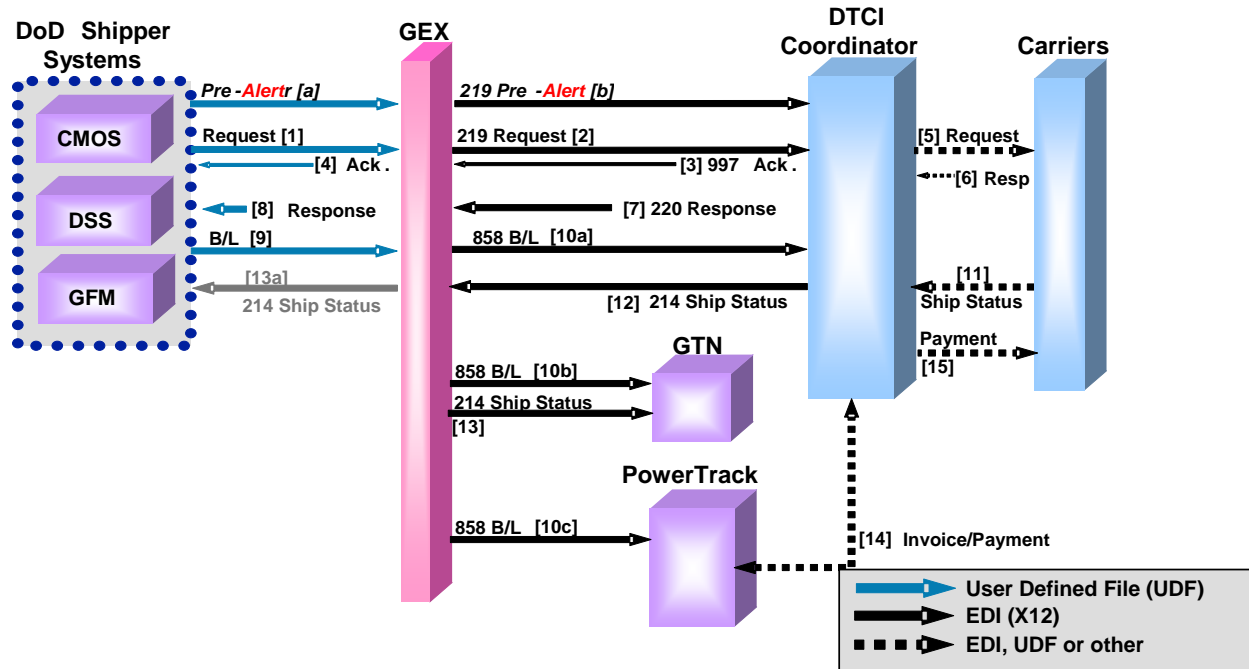 DoD Shipper
Systems
GEX
DTCI
Coordinator
Carriers
CMOS
DSS
GFM
Pre -Alertr [a]
219 Pre -Alert [b]
Request [1]
219 Request [2]
[5] Request
[4] Ack .
[3] 997 Ack .
[6] Resp
[8] Response
[7] 220 Response
B/L [9]
858 B/L [10a]
[13a]
214 Ship Status
[12] 214 Ship Status
[11]
Ship Status
Payment
[15]
GTN
858 B/L [10b]
214 Ship Status
[13]
PowerTrack
858 B/L [10c]
[14] Invoice/Payment
User Defined File (UDF)
EDI (X12)
EDI, UDF or other